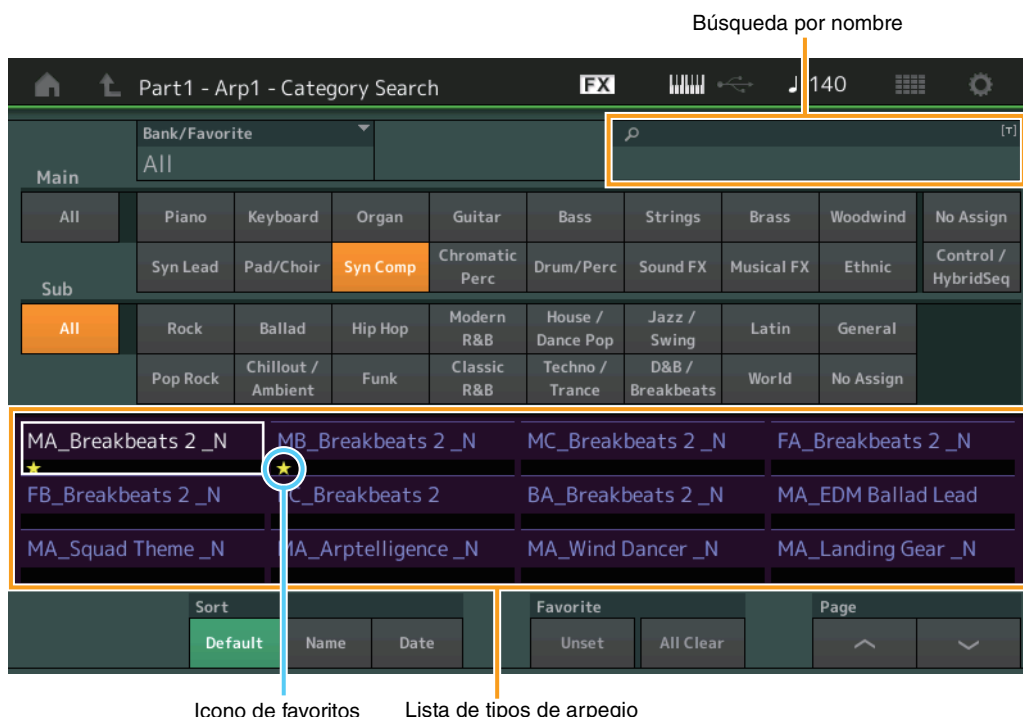 Búsqueda por nombre
Part1 - Arp1 - Category Search
FX
140
Bank/Favorite
All
[T]
Main
All
Piano
Keyboard
Organ
Guitar
Bass
Strings
Brass
Woodwind
No Assign
Syn Lead
Pad/Choir
Syn Comp
Chromatic
Perc
Drum/Perc
Sound FX
Musical FX
Ethnic
Control /
HybridSeq
Sub
All
Rock
Ballad
Hip Hop
Modern
R&B
House /
Dance Pop
Jazz /
Swing
Latin
General
Pop Rock
Chillout /
Ambient
Funk
Classic
R&B
Techno /
Trance
D&B /
Breakbeats
World
No Assign
MA_Breakbeats 2 _N
MB_Breakbeats 2 _N
MC_Breakbeats 2 _N
FA_Breakbeats 2 _N
FB_Breakbeats 2 _N
C_Breakbeats 2
BA_Breakbeats 2 _N
MA_EDM Ballad Lead
MA_Squad Theme _N
MA_Arptelligence _N
MA_Wind Dancer _N
MA_Landing Gear _N
Sort
Default
Name
Date
Favorite
Unset
All Clear
Page
Icono de favoritos
Lista de tipos de arpegio